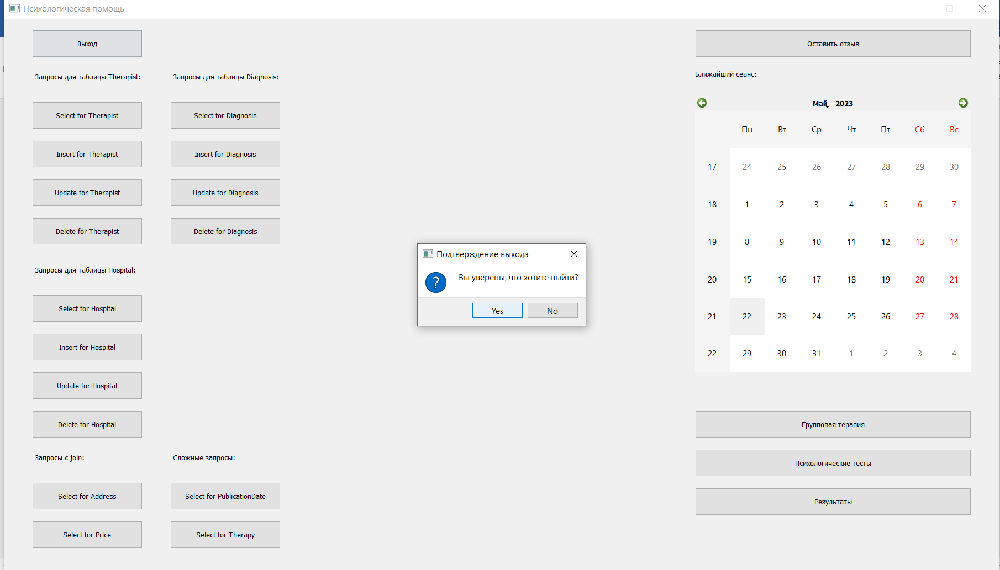 Психологическая помощь
Выход
Оставить отзыв
Запросы для таблицы Therapist:
Запросы для таблицы Diagnosis:
Ближайший сеанс:
Select for Therapist
Select for Diagnosis
Insert for Therapist
Insert for Diagnosis
Update for Therapist
Update for Diagnosis
Delete for Therapist
Delete for Diagnosis
Запросы для таблицы Hospital:
Select for Hospital
Insert for Hospital
Update for Hospital
Delete for Hospital
Запросы с join:
Сложные запросы:
Select for Address
Select for PublicationDate
Select for Price
Select for Therapy
Подтверждение выхода
?
Вы уверены, что хотите выйти?
Yes No
Май 2023
Пн Вт Ср Чт Пт Сб Вс
17 24 25 26 27 28 29 30
18 1 2 3 4 5 6 7
19 8 9 10 11 12 13 14
20 15 16 17 18 19 20 21
21 22 23 24 25 26 27 28
22 29 30 31 1 2 3 4
Групповая терапия
Психологические тесты
Результаты